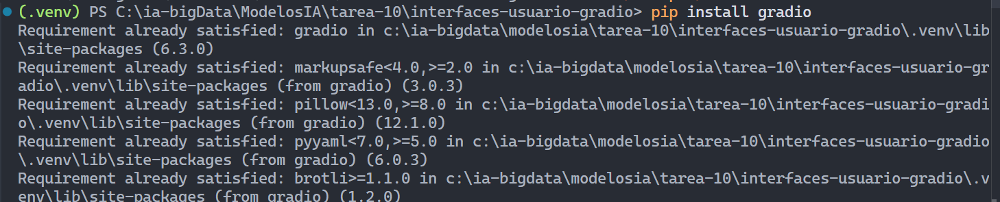 (.venv) PS C:\ia-bigData\ModelosIA\tarea-10\interfaces-usuario-gradio> pip install gradio
Requirement already satisfied: gradio in c:\ia-bigdata\modelosia\tarea-10\interfaces-usuario-gradio\.venv\lib
\site-packages (6.3.0)
Requirement already satisfied: markupsafe<4.0,>=2.0 in c:\ia-bigdata\modelosia\tarea-10\interfaces-usuario-gr
adio\.venv\lib\site-packages (from gradio) (3.0.3)
Requirement already satisfied: pillow<13.0,>=8.0 in c:\ia-bigdata\modelosia\tarea-10\interfaces-usuario-gradi
o\.venv\lib\site-packages (from gradio) (12.1.0)
Requirement already satisfied: pyyaml<7.0,>=5.0 in c:\ia-bigdata\modelosia\tarea-10\interfaces-usuario-gradio
\.venv\lib\site-packages (from gradio) (6.0.3)
Requirement already satisfied: brotli>=1.1.0 in c:\ia-bigdata\modelosia\tarea-10\interfaces-usuario-gradio\.v
env\lib\site-packages (from gradio) (1.2.0)